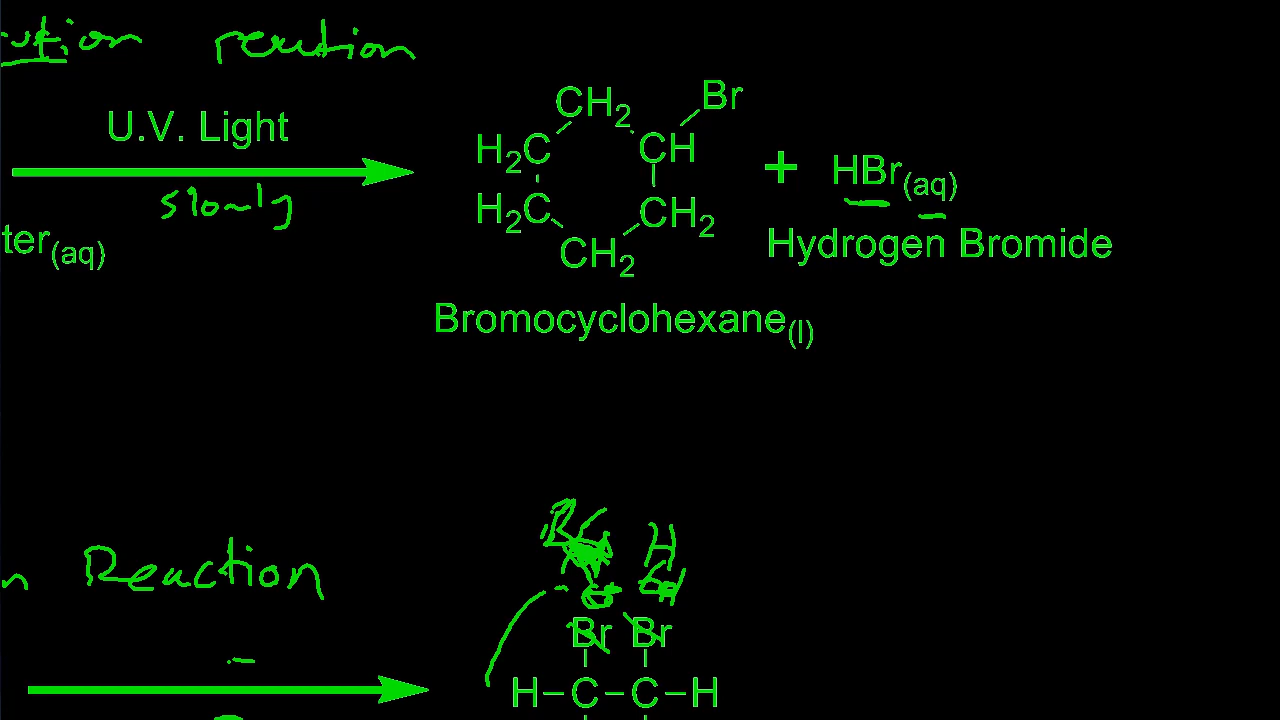 ution reaction
U.V. Light
slowly
ter(aq)
CH2
Br
H2C
CH
H2C
CH2
CH2
+ HBr(aq)
Hydrogen Bromide
Bromocyclohexane(l)
n Reaction
H
Br Br
H–C–C–H